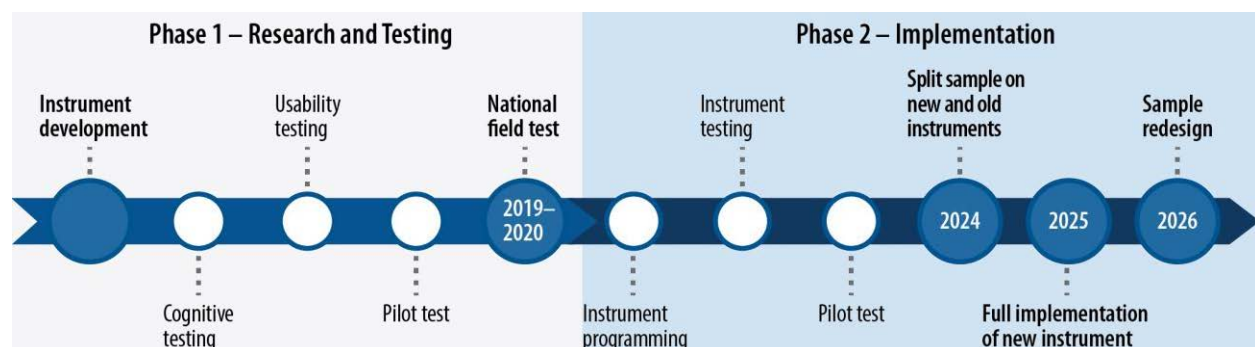 Phase 1 – Research and Testing
Phase 2 – Implementation
Instrument
development
Usability
testing
National
field test
Instrument
testing
Split sample on
new and old
instruments
Sample
redesign
2019–
2020
2024
2025
2026
Cognitive
testing
Pilot test
Instrument
programming
Pilot test
Full implementation
of new instrument